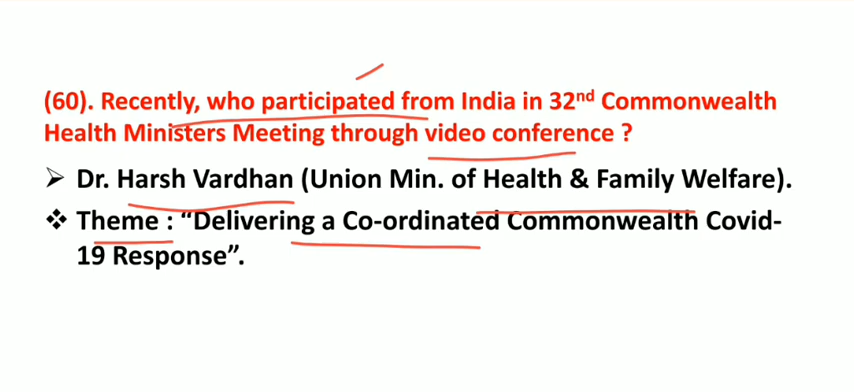 (60). Recently, who participated from India in 32nd Commonwealth
Health Ministers Meeting through video conference ?
➢ Dr. Harsh Vardhan (Union Min. of Health & Family Welfare).
❖ Theme : “Delivering a Co-ordinated Commonwealth Covid-
19 Response”.